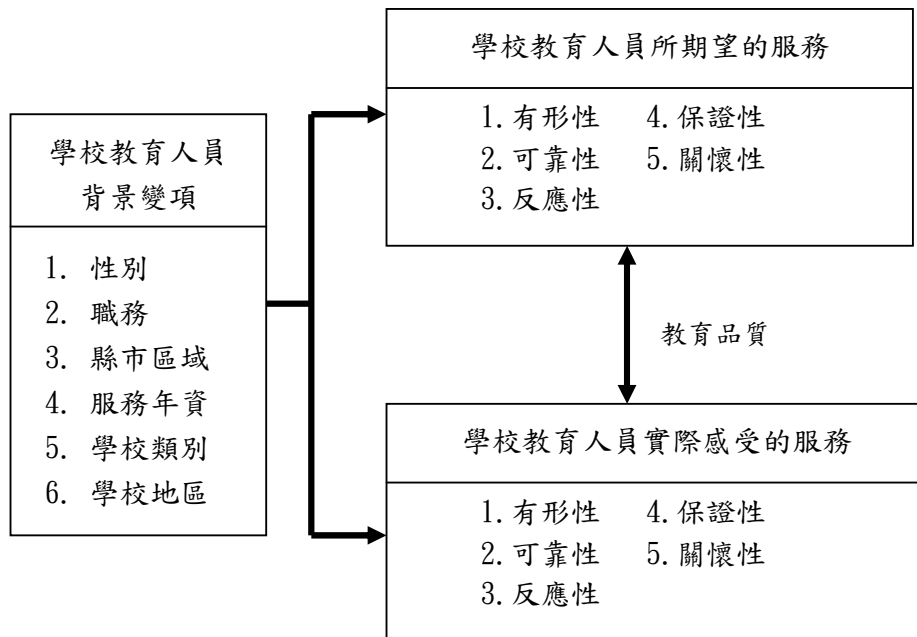 學校教育人員
背景變項
1. 性別
2. 職務
3. 縣市區域
4. 服務年資
5. 學校類別
6. 學校地區
學校教育人員所期望的服務
1.有形性 4.保證性
2.可靠性 5.關懷性
3.反應性
教育品質
學校教育人員實際感受的服務
1.有形性 4.保證性
2.可靠性 5.關懷性
3.反應性